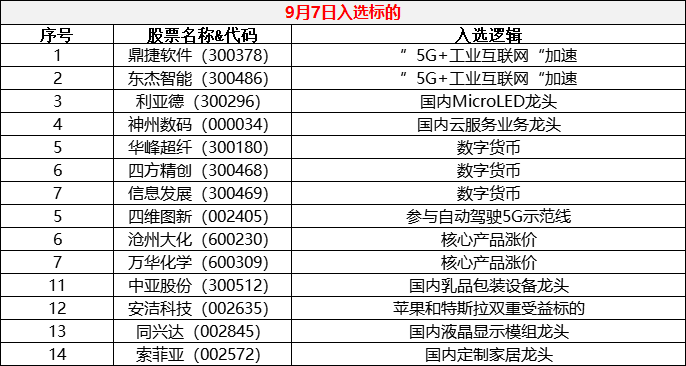 9月7日入选标的
序号 股票名称&代码 入选逻辑
1 鼎捷软件（300378） ”5G+工业互联网“加速
2 东杰智能（300486） ”5G+工业互联网“加速
3 利亚德（300296） 国内MicroLED龙头
4 神州数码（000034） 国内云服务业务龙头
5 华峰超纤（300180） 数字货币
6 四方精创（300468） 数字货币
7 信息发展（300469） 数字货币
5 四维图新（002405） 参与自动驾驶5G示范线
6 沧州大化（600230） 核心产品涨价
7 万华化学（600309） 核心产品涨价
11 中亚股份（300512） 国内乳品包装设备龙头
12 安洁科技（002635） 苹果和特斯拉双重受益标的
13 同兴达（002845） 国内液晶显示模组龙头
14 索菲亚（002572） 国内定制家居龙头